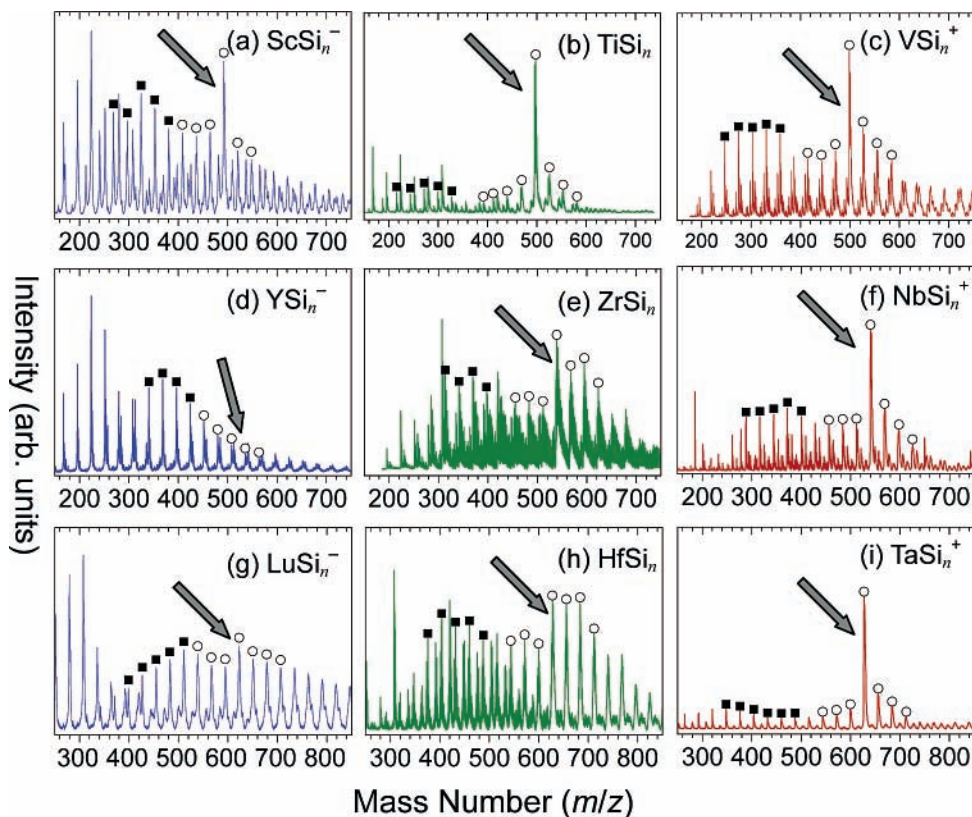 (a) ScSiₙ⁻
(b) TiSiₙ
(c) VSiₙ⁺
200 300 400 500 600 700
200 300 400 500 600 700
200 300 400 500 600 700
(d) YSiₙ⁻
(e) ZrSiₙ
(f) NbSiₙ⁺
200 300 400 500 600 700
200 300 400 500 600 700
200 300 400 500 600 700
(g) LuSiₙ⁻
(h) HfSiₙ
(i) TaSiₙ⁺
300 400 500 600 700 800
300 400 500 600 700 800
300 400 500 600 700 800
Intensity (arb. units)
Mass Number (m/z)